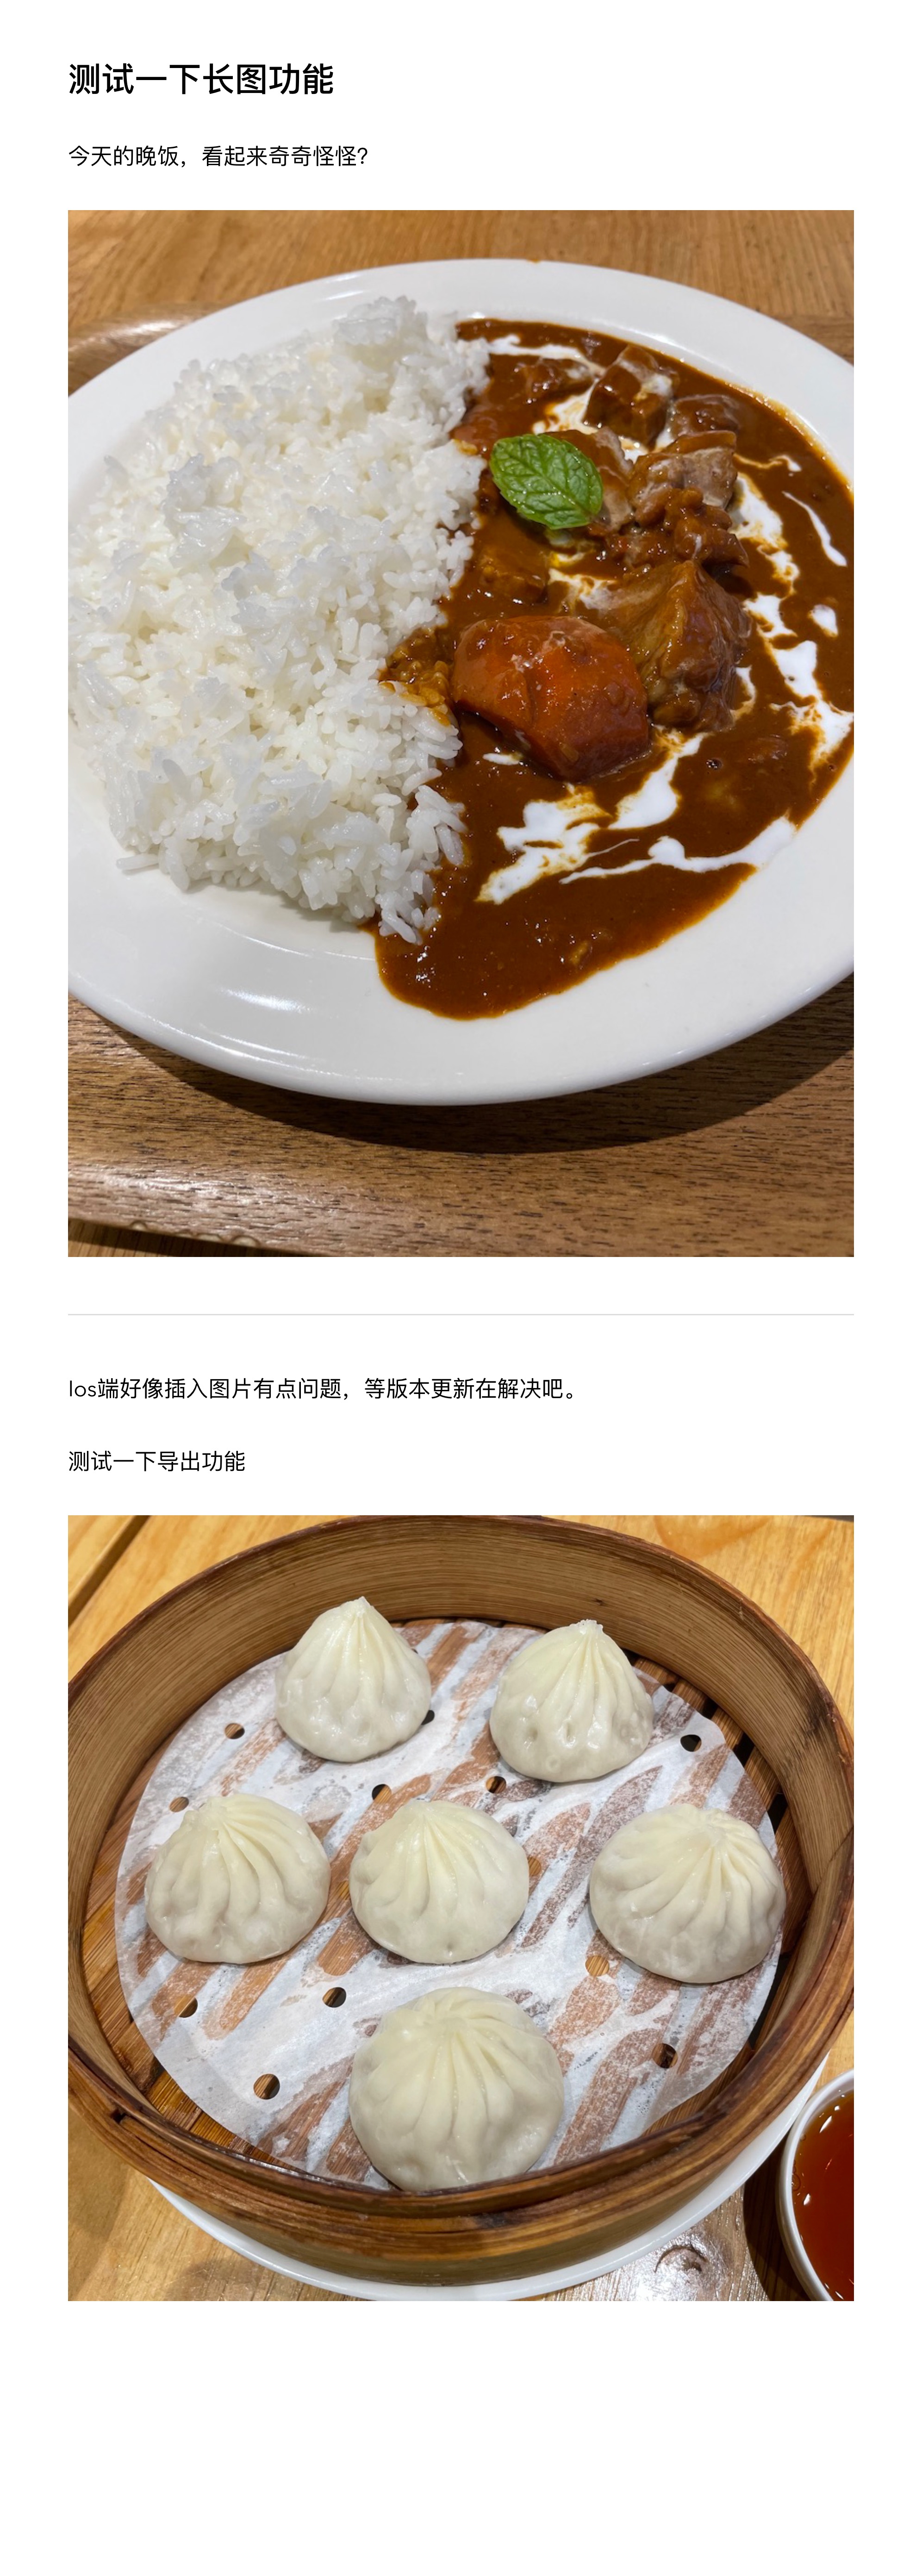 测试一下长图功能
今天的晚饭，看起来奇奇怪怪？
Ios端好像插入图片有点问题，等版本更新在解决吧。
测试一下导出功能